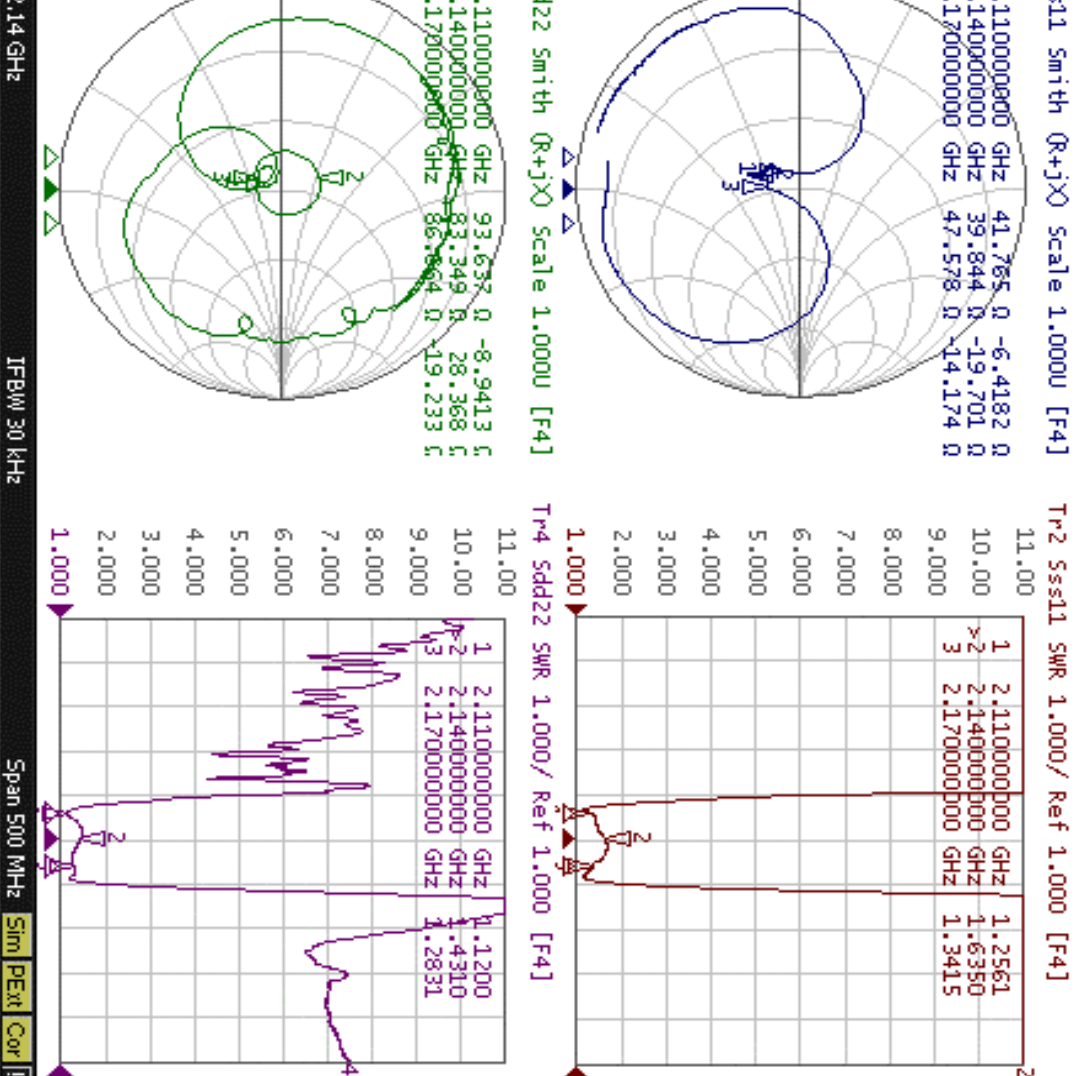 s11 Smith (R+jX) Scale 1.000U [F4]
.110000000 GHz 41.765 Ω -6.4182 Ω
.140000000 GHz 39.844 Ω -19.701 Ω
.170000000 GHz 47.578 Ω -14.174 Ω
1
3
Tr2 Sss11 SWR 1.000/ Ref 1.000 [F4]
11.00
10.00
9.000
8.000
7.000
6.000
5.000
4.000
3.000
2.000
1.000
1 2.110000000 GHz 1.2561
>2 2.140000000 GHz 1.6350
3 2.170000000 GHz 1.3415
2
2
d22 Smith (R+jX) Scale 1.000U [F4]
.110000000 GHz 93.637 Ω -8.9413 Ω
.140000000 GHz 83.349 Ω 28.368 Ω
.170000000 GHz Ω -19.233 Ω
2
3
Tr4 Sdd22 SWR 1.000/ Ref 1.000 [F4]
11.00
10.00
9.000
8.000
7.000
6.000
5.000
4.000
3.000
2.000
1.000
1 2.110000000 GHz 1.1200
>2 2.140000000 GHz 1.4310
3 2.170000000 GHz 1.2831
2
4
2.14 GHz IFBW 30 kHz Span 500 MHz Sim PExt Cor